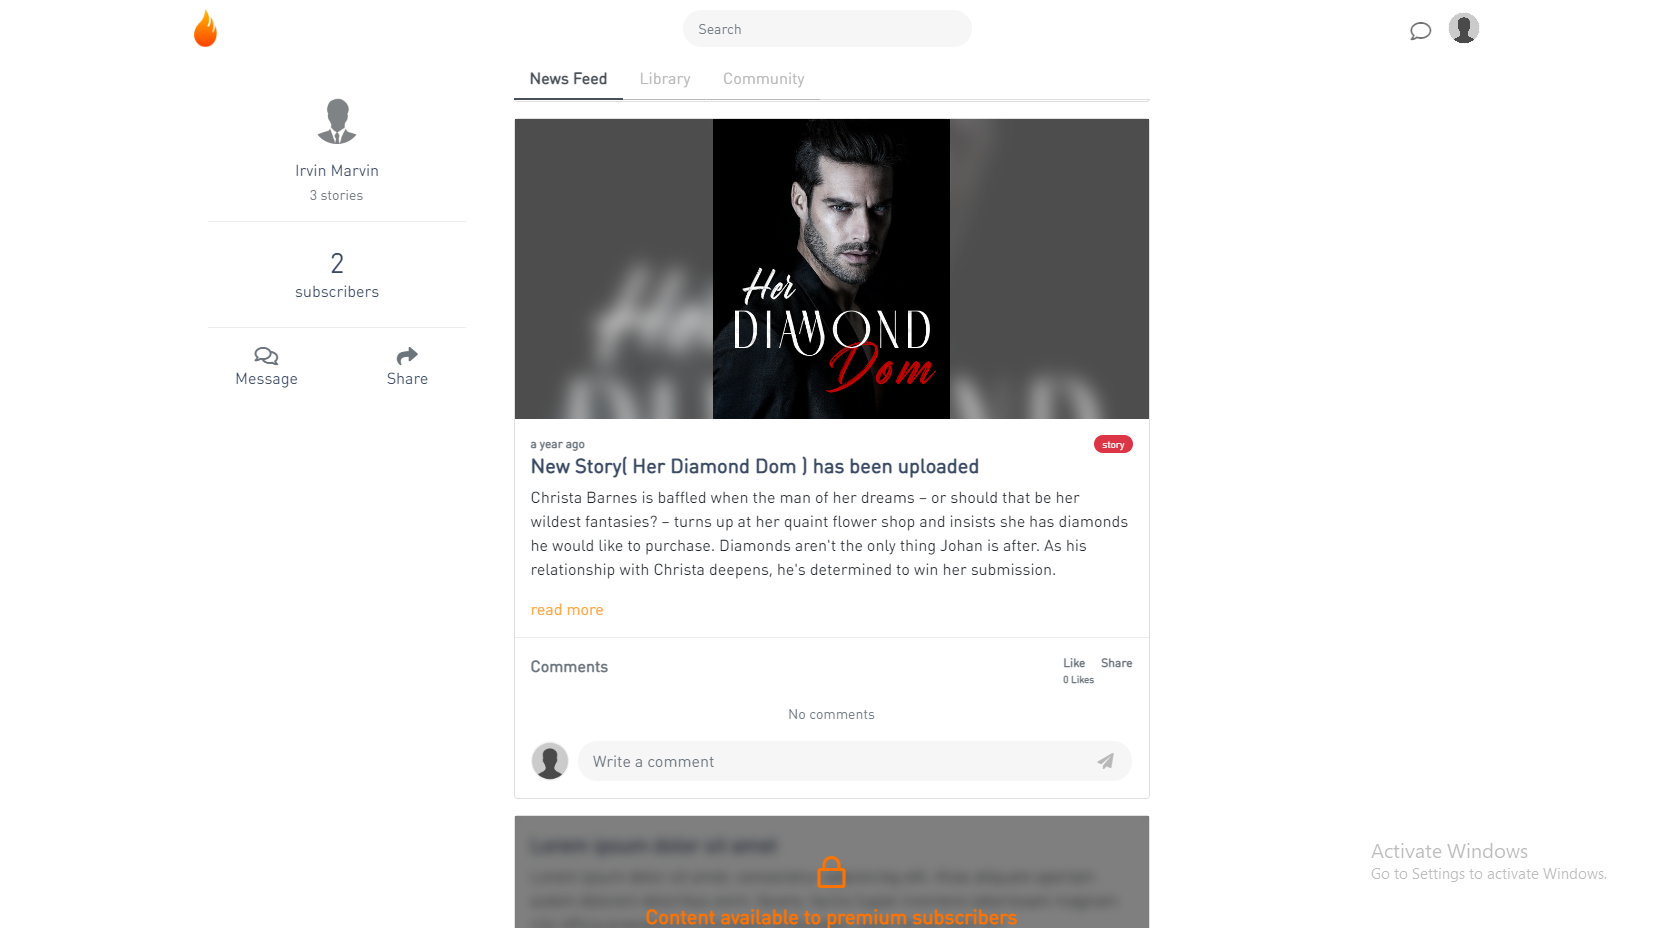 Search
News Feed Library Community
Irvin Marvin
3 stories
2
subscribers
Message Share
Her
DIAMOND
Dom
a year ago story
New Story( Her Diamond Dom ) has been uploaded
Christa Barnes is baffled when the man of her dreams – or should that be her
wildest fantasies? – turns up at her quaint flower shop and insists she has diamonds
he would like to purchase. Diamonds aren't the only thing Johan is after. As his
relationship with Christa deepens, he's determined to win her submission.
read more
Comments Like Share
0 Likes
No comments
Write a comment
Lorem ipsum dolor sit amet
Content available to premium subscribers
Activate Windows
Go to Settings to activate Windows.